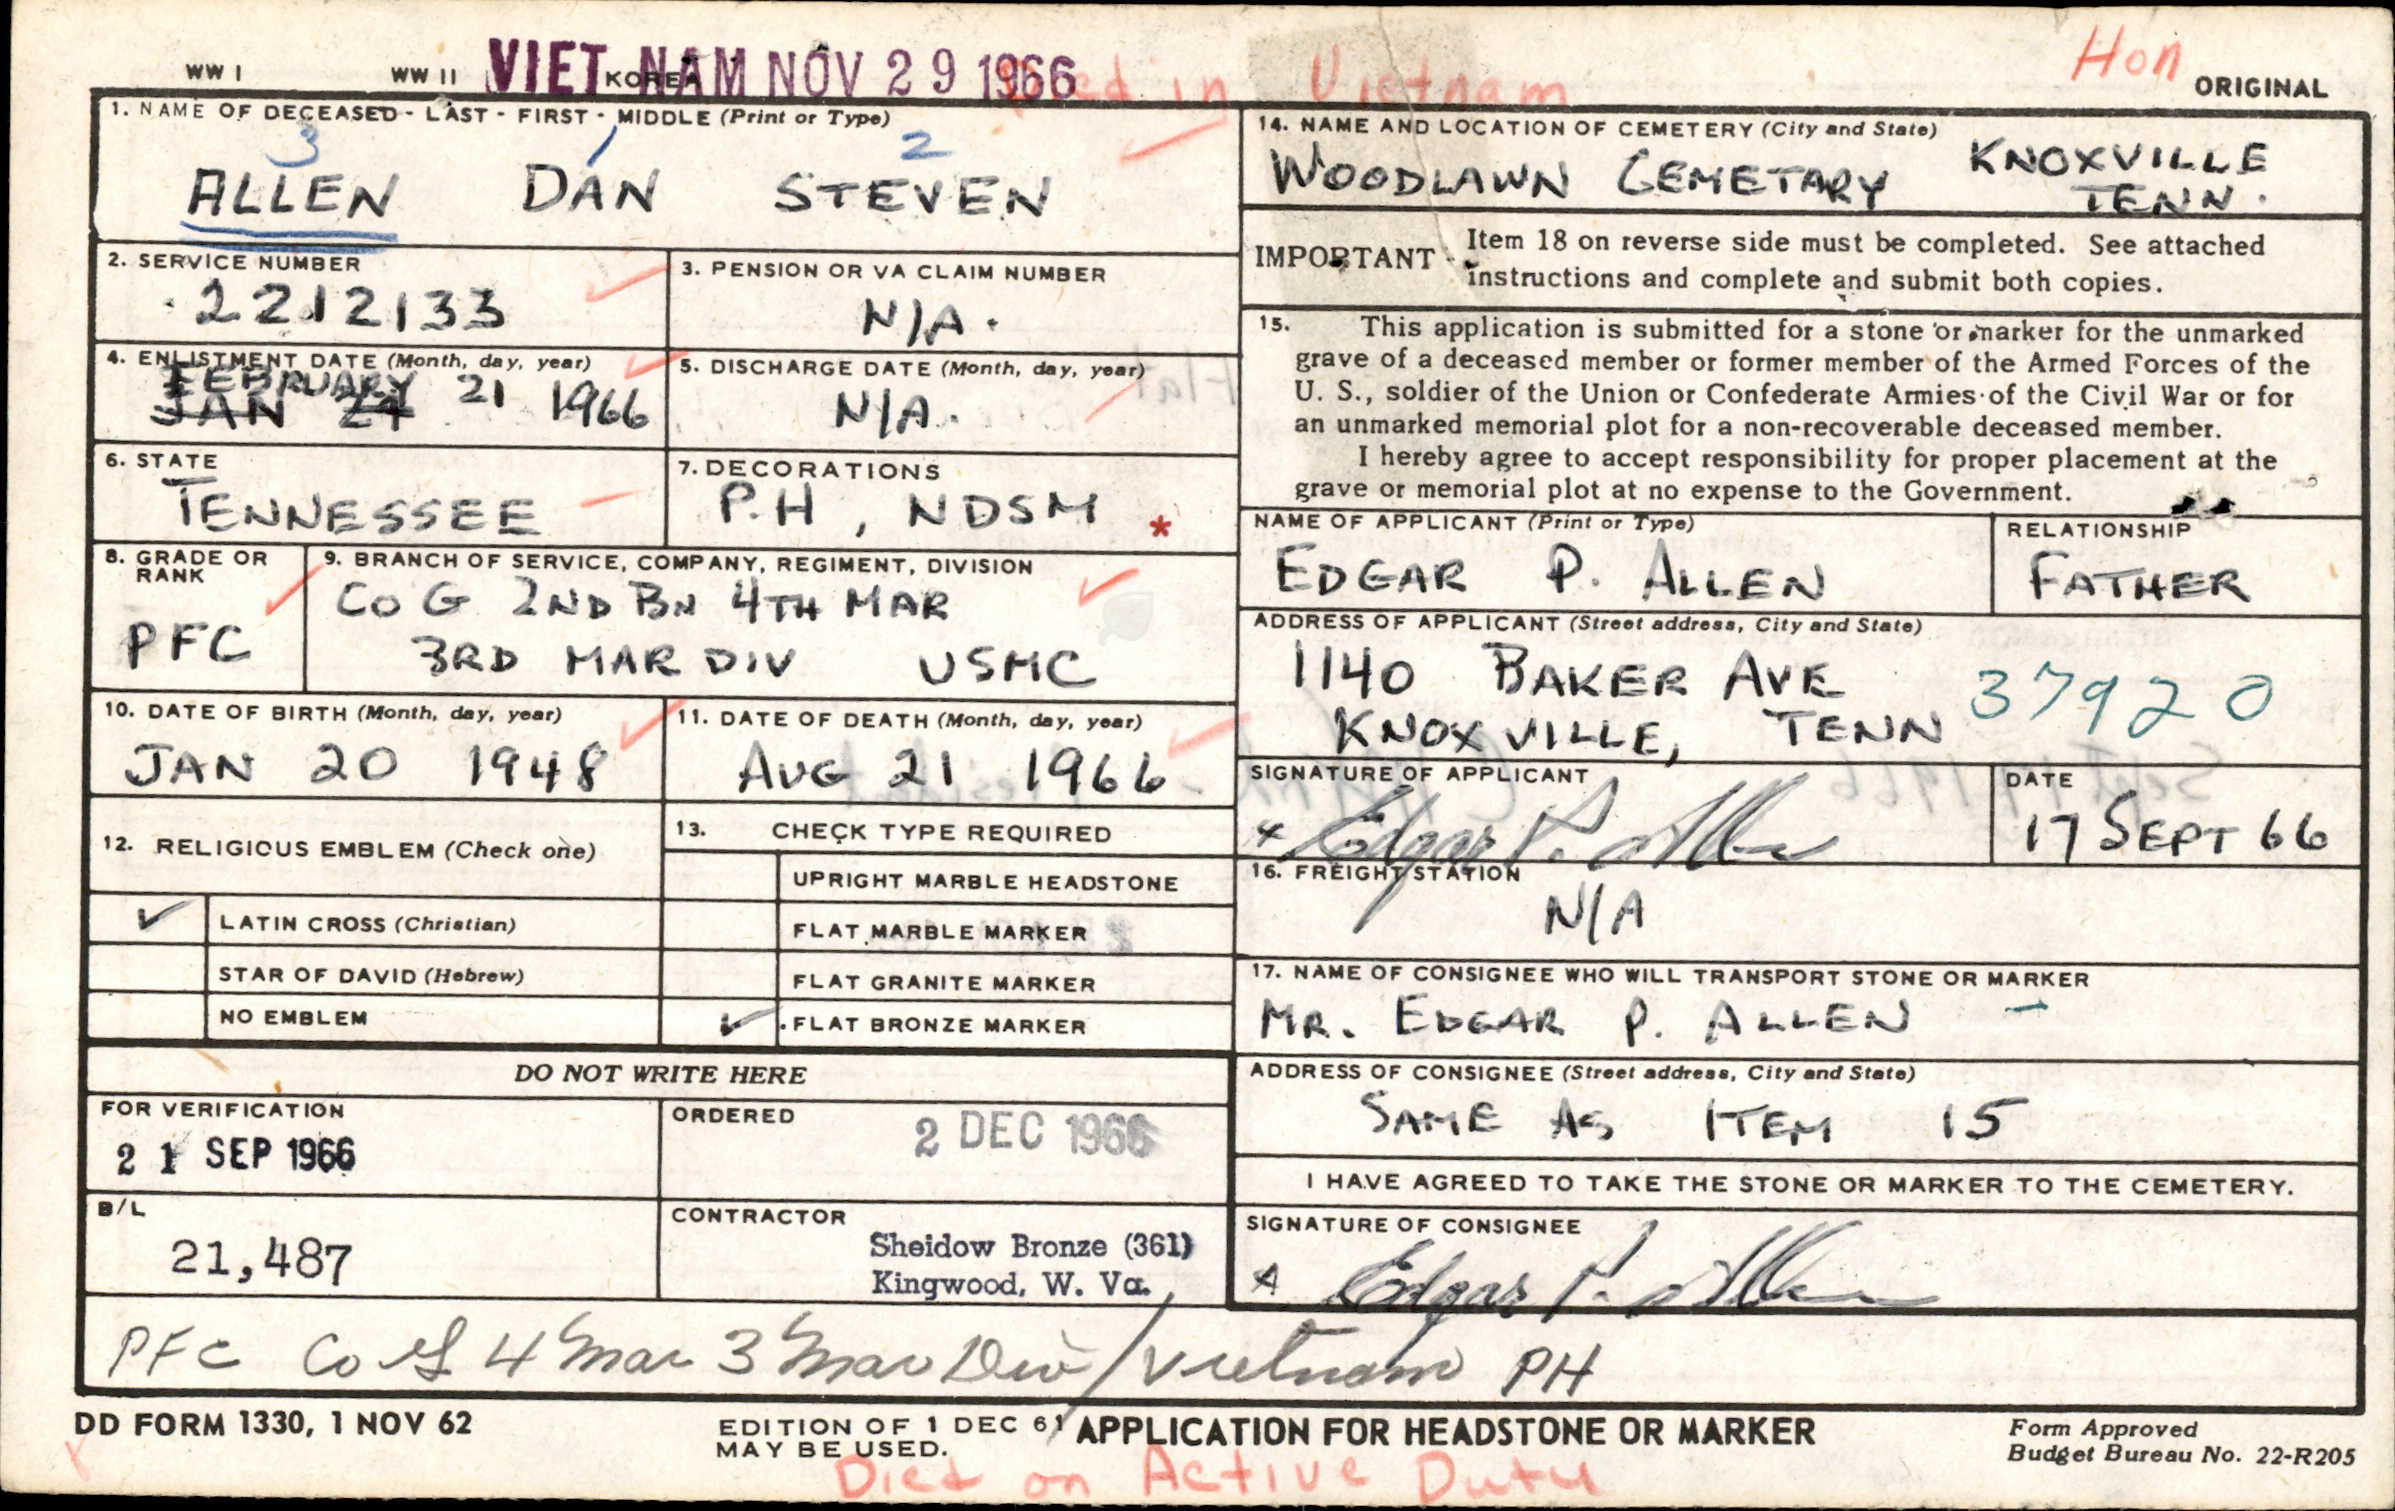 WW I WW II KOREA VIET NAM NOV 29 1966 Died in Vietnam Hon ORIGINAL
1. NAME OF DECEASED - LAST - FIRST - MIDDLE (Print or Type)
3 1 2
ALLEN DAN STEVEN
2. SERVICE NUMBER
2212133
3. PENSION OR VA CLAIM NUMBER
N/A.
4. ENLISTMENT DATE (Month, day, year)
FEBRUARY 21 1966
JAN
5. DISCHARGE DATE (Month, day, year)
N/A.
6. STATE
TENNESSEE
7. DECORATIONS
P.H, NDSM *
8. GRADE OR RANK
PFC
9. BRANCH OF SERVICE, COMPANY, REGIMENT, DIVISION
CO G 2ND BN 4TH MAR
3RD MAR DIV USMC
10. DATE OF BIRTH (Month, day, year)
JAN 20 1948
11. DATE OF DEATH (Month, day, year)
AUG 21 1966
12. RELIGIOUS EMBLEM (Check one)
✓ LATIN CROSS (Christian)
STAR OF DAVID (Hebrew)
NO EMBLEM
13. CHECK TYPE REQUIRED
UPRIGHT MARBLE HEADSTONE
FLAT MARBLE MARKER
FLAT GRANITE MARKER
✓ FLAT BRONZE MARKER
DO NOT WRITE HERE
FOR VERIFICATION
21 SEP 1966
ORDERED
2 DEC 1966
B/L
21,487
CONTRACTOR
Sheidow Bronze (361)
Kingwood, W. Va.
14. NAME AND LOCATION OF CEMETERY (City and State)
WOODLAWN CEMETARY KNOXVILLE
TENN.
IMPORTANT - Item 18 on reverse side must be completed. See attached
instructions and complete and submit both copies.
15. This application is submitted for a stone or marker for the unmarked
grave of a deceased member or former member of the Armed Forces of the
U. S., soldier of the Union or Confederate Armies of the Civil War or for
an unmarked memorial plot for a non-recoverable deceased member.
I hereby agree to accept responsibility for proper placement at the
grave or memorial plot at no expense to the Government.
NAME OF APPLICANT (Print or Type)
EDGAR P. ALLEN
RELATIONSHIP
FATHER
ADDRESS OF APPLICANT (Street address, City and State)
1140 BAKER AVE
KNOXVILLE, TENN 37920
SIGNATURE OF APPLICANT
x Edgar P. Allen
DATE
17 SEPT 66
16. FREIGHT STATION
N/A
17. NAME OF CONSIGNEE WHO WILL TRANSPORT STONE OR MARKER
MR. EDGAR P. ALLEN
ADDRESS OF CONSIGNEE (Street address, City and State)
SAME AS ITEM 15
I HAVE AGREED TO TAKE THE STONE OR MARKER TO THE CEMETERY.
SIGNATURE OF CONSIGNEE
x Edgar P. Allen
PFC Co G 4 Mar 3 Mar Div / Vietnam PH
DD FORM 1330, 1 NOV 62
EDITION OF 1 DEC 61
MAY BE USED.
APPLICATION FOR HEADSTONE OR MARKER
Form Approved
Budget Bureau No. 22-R205
Died on Active Duty